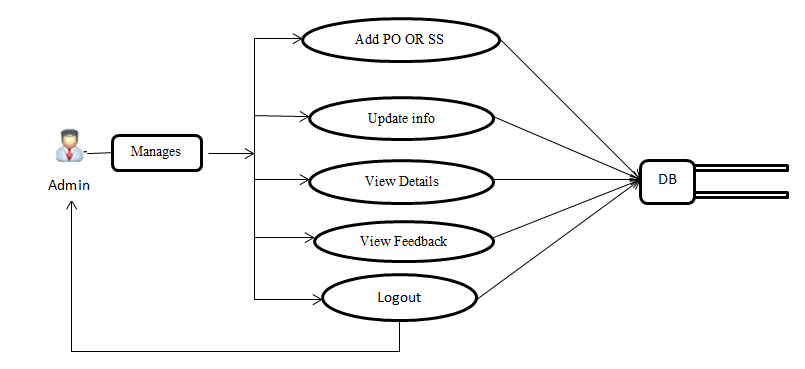 Add PO OR SS
Update info
Manages
View Details
DB
Admin
View Feedback
Logout